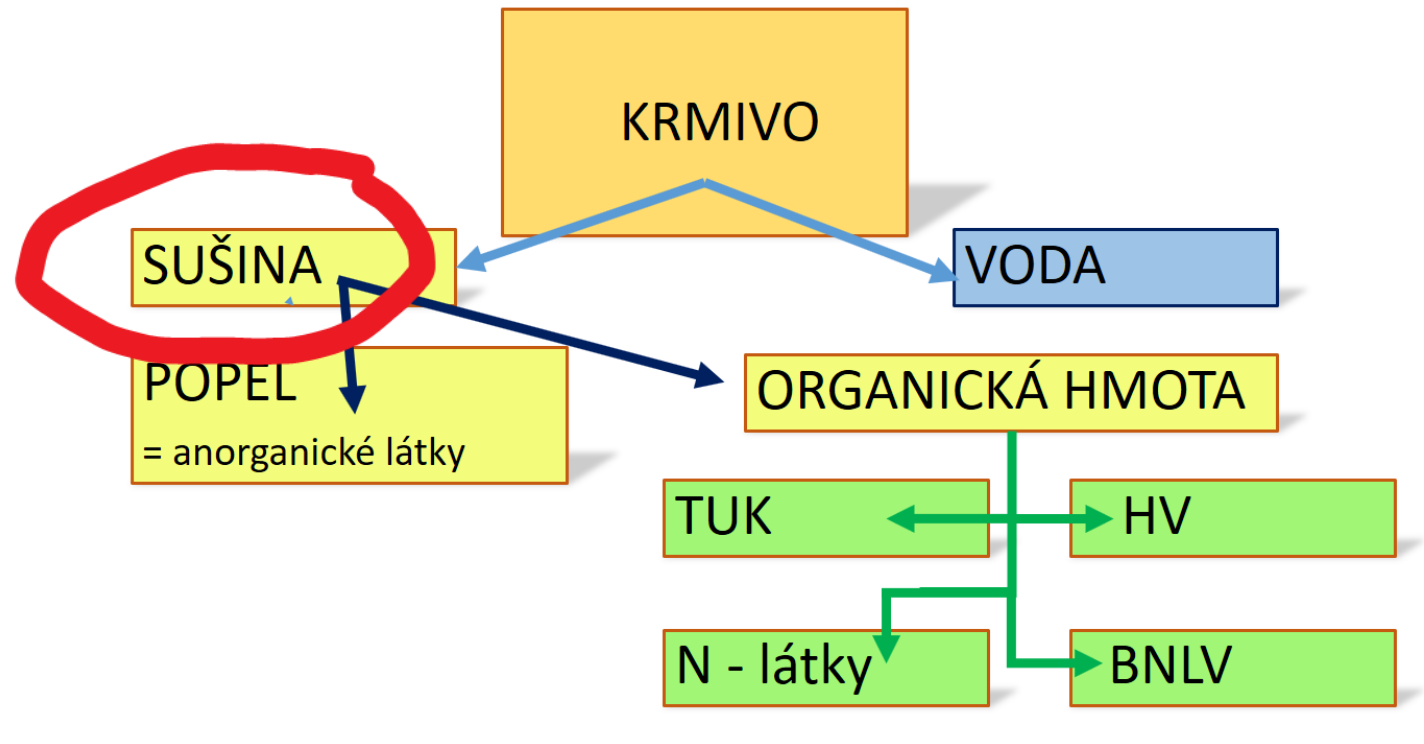 KRMIVO
SUŠINA
VODA
POPEL
= anorganické látky
ORGANICKÁ HMOTA
TUK
HV
N - látky
BNLV